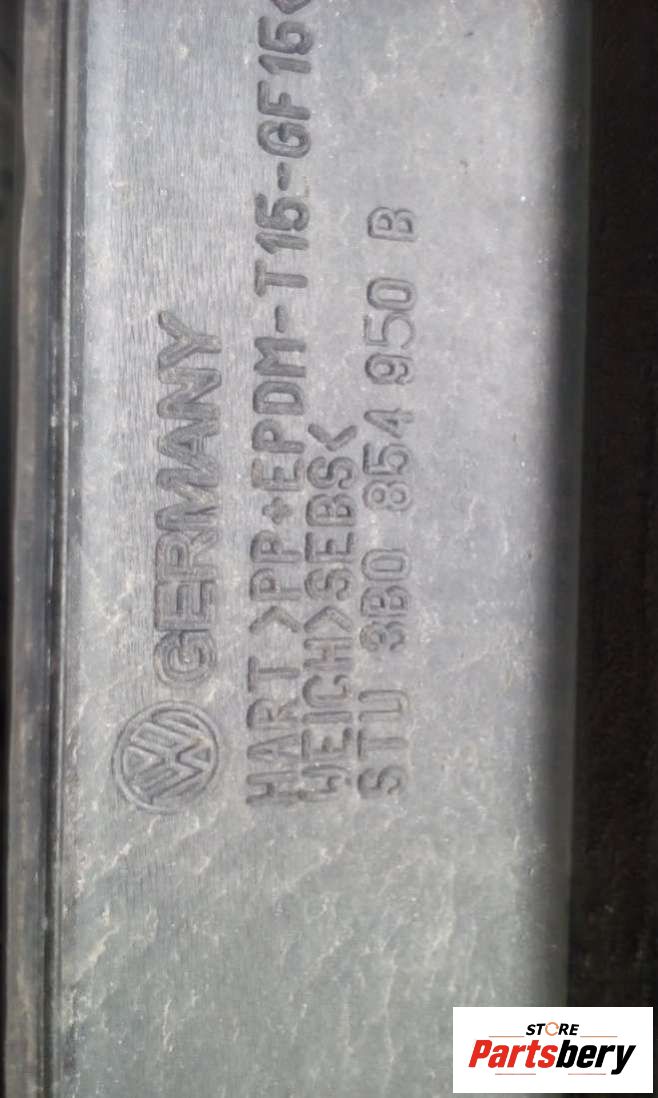 GERMANY
HART >PP+EPDM-T15-GF15<
WEICH>SEBS<
STU 3B0 854 950 B
STORE
Partsbery